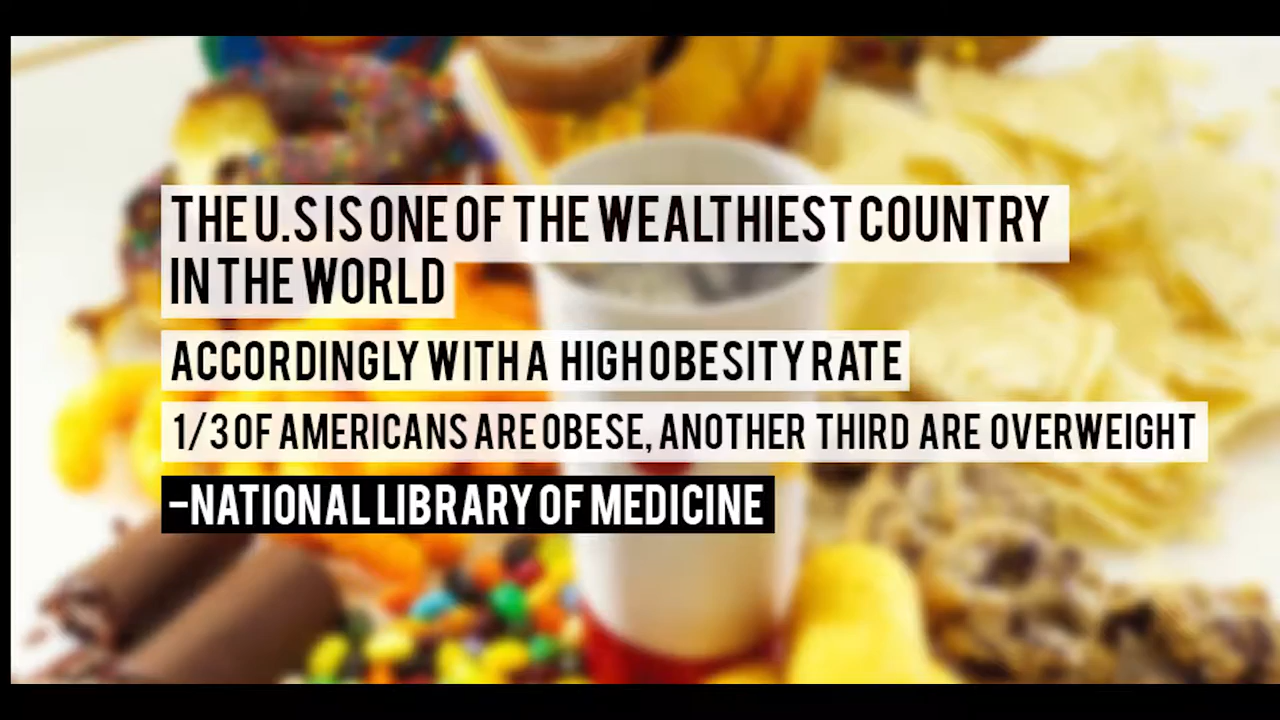 THE U.S IS ONE OF THE WEALTHIEST COUNTRY
IN THE WORLD
ACCORDINGLY WITH A HIGH OBESITY RATE
1/3 OF AMERICANS ARE OBESE, ANOTHER THIRD ARE OVERWEIGHT
-NATIONAL LIBRARY OF MEDICINE